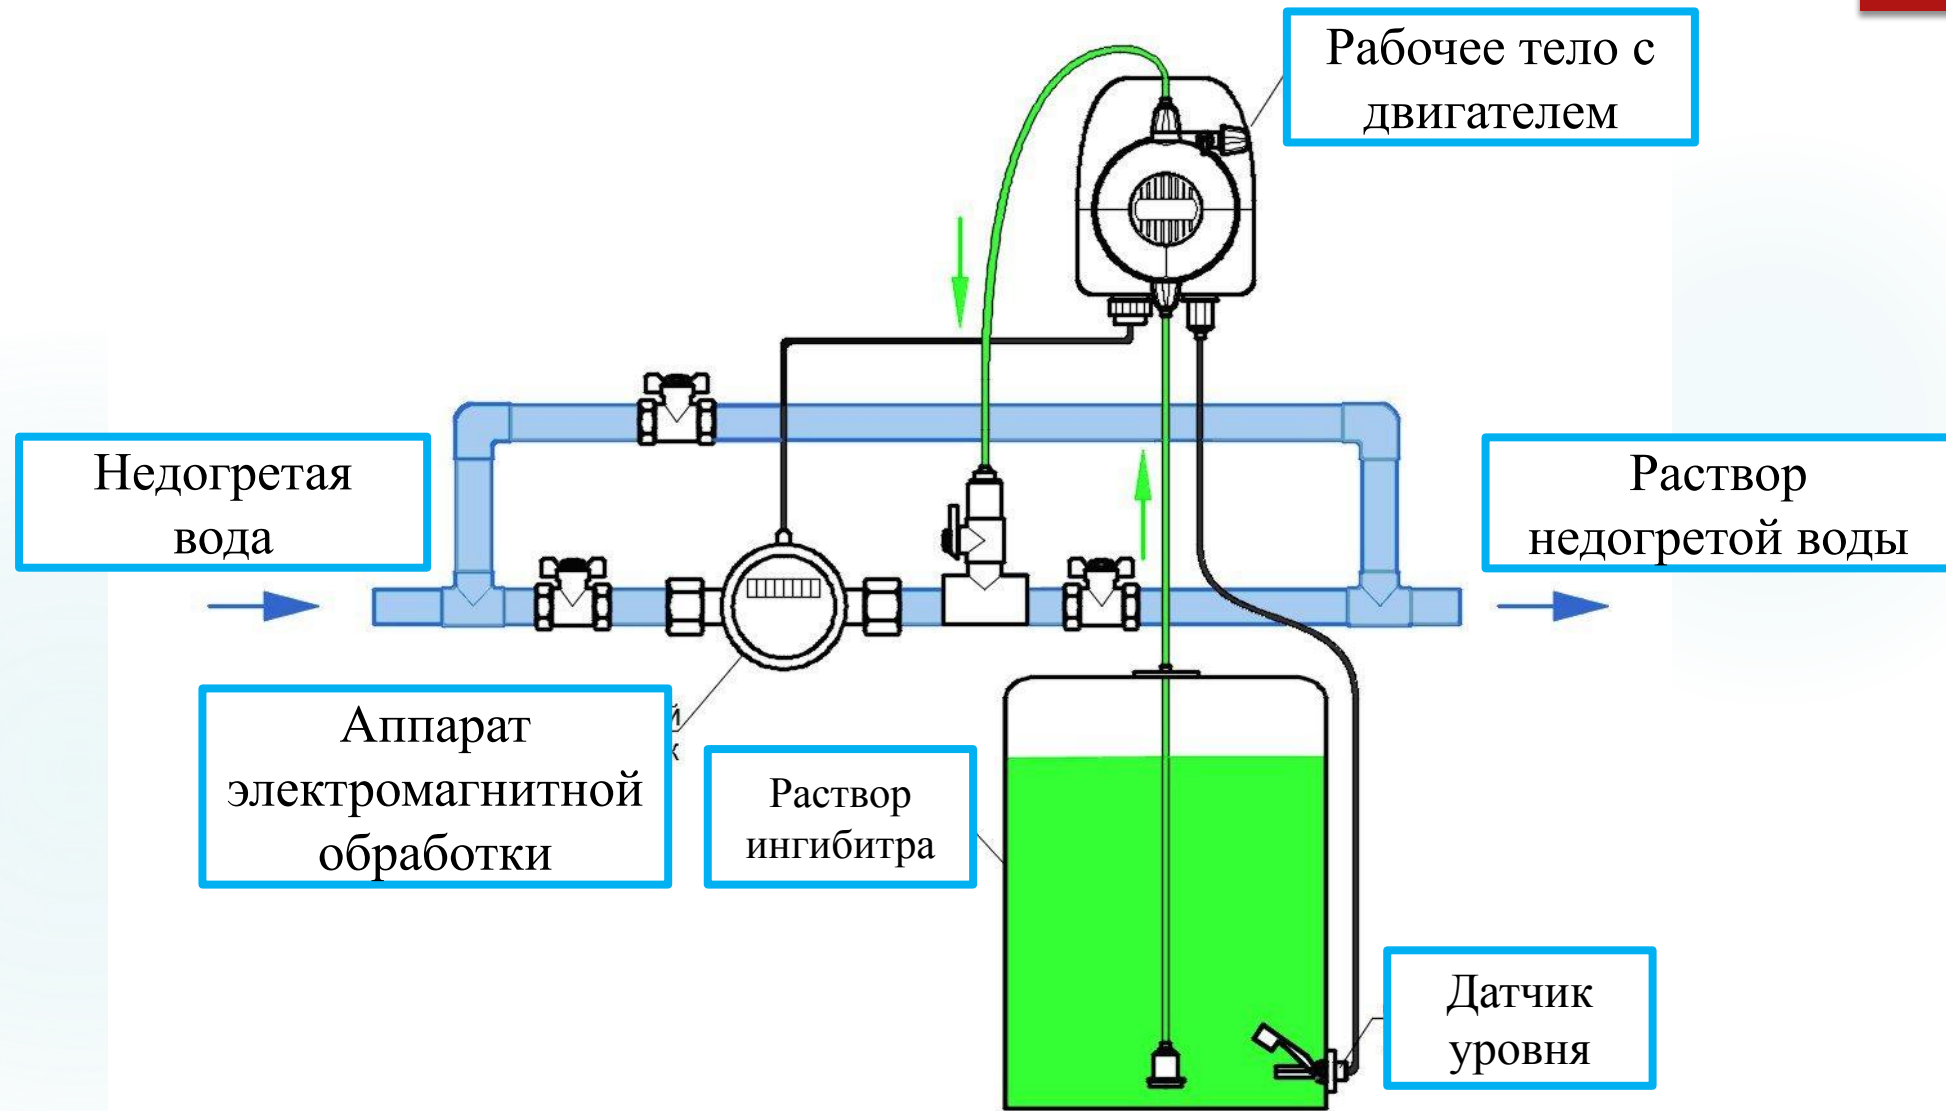 Рабочее тело с
двигателем
Недогретая
вода
Раствор
недогретой воды
Аппарат
электромагнитной
обработки
й
к
Раствор
ингибитра
Датчик
уровня